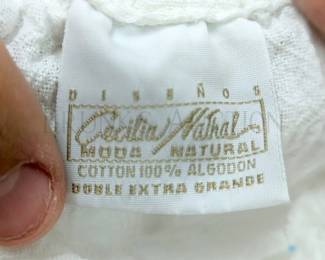 DISEÑOS
Cecilia Nathal
MODA NATURAL
COTTON 100% ALGODON
DOBLE EXTRA GRANDE